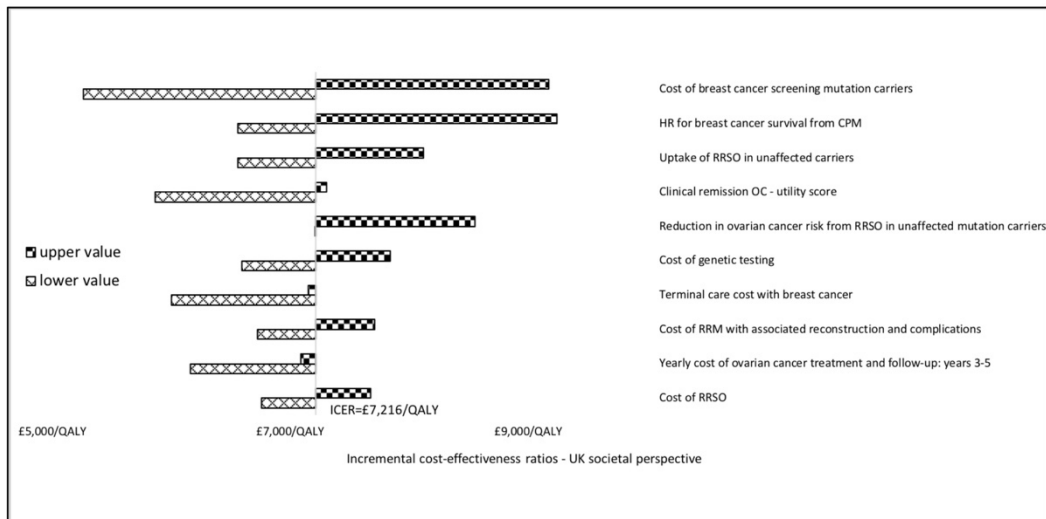 Cost of breast cancer screening mutation carriers
HR for breast cancer survival from CPM
Uptake of RRSO in unaffected carriers
Clinical remission OC - utility score
Reduction in ovarian cancer risk from RRSO in unaffected mutation carriers
upper value
lower value
Cost of genetic testing
Terminal care cost with breast cancer
Cost of RRM with associated reconstruction and complications
Yearly cost of ovarian cancer treatment and follow-up: years 3-5
Cost of RRSO
ICER=£7,216/QALY
£5,000/QALY £7,000/QALY £9,000/QALY
Incremental cost-effectiveness ratios - UK societal perspective